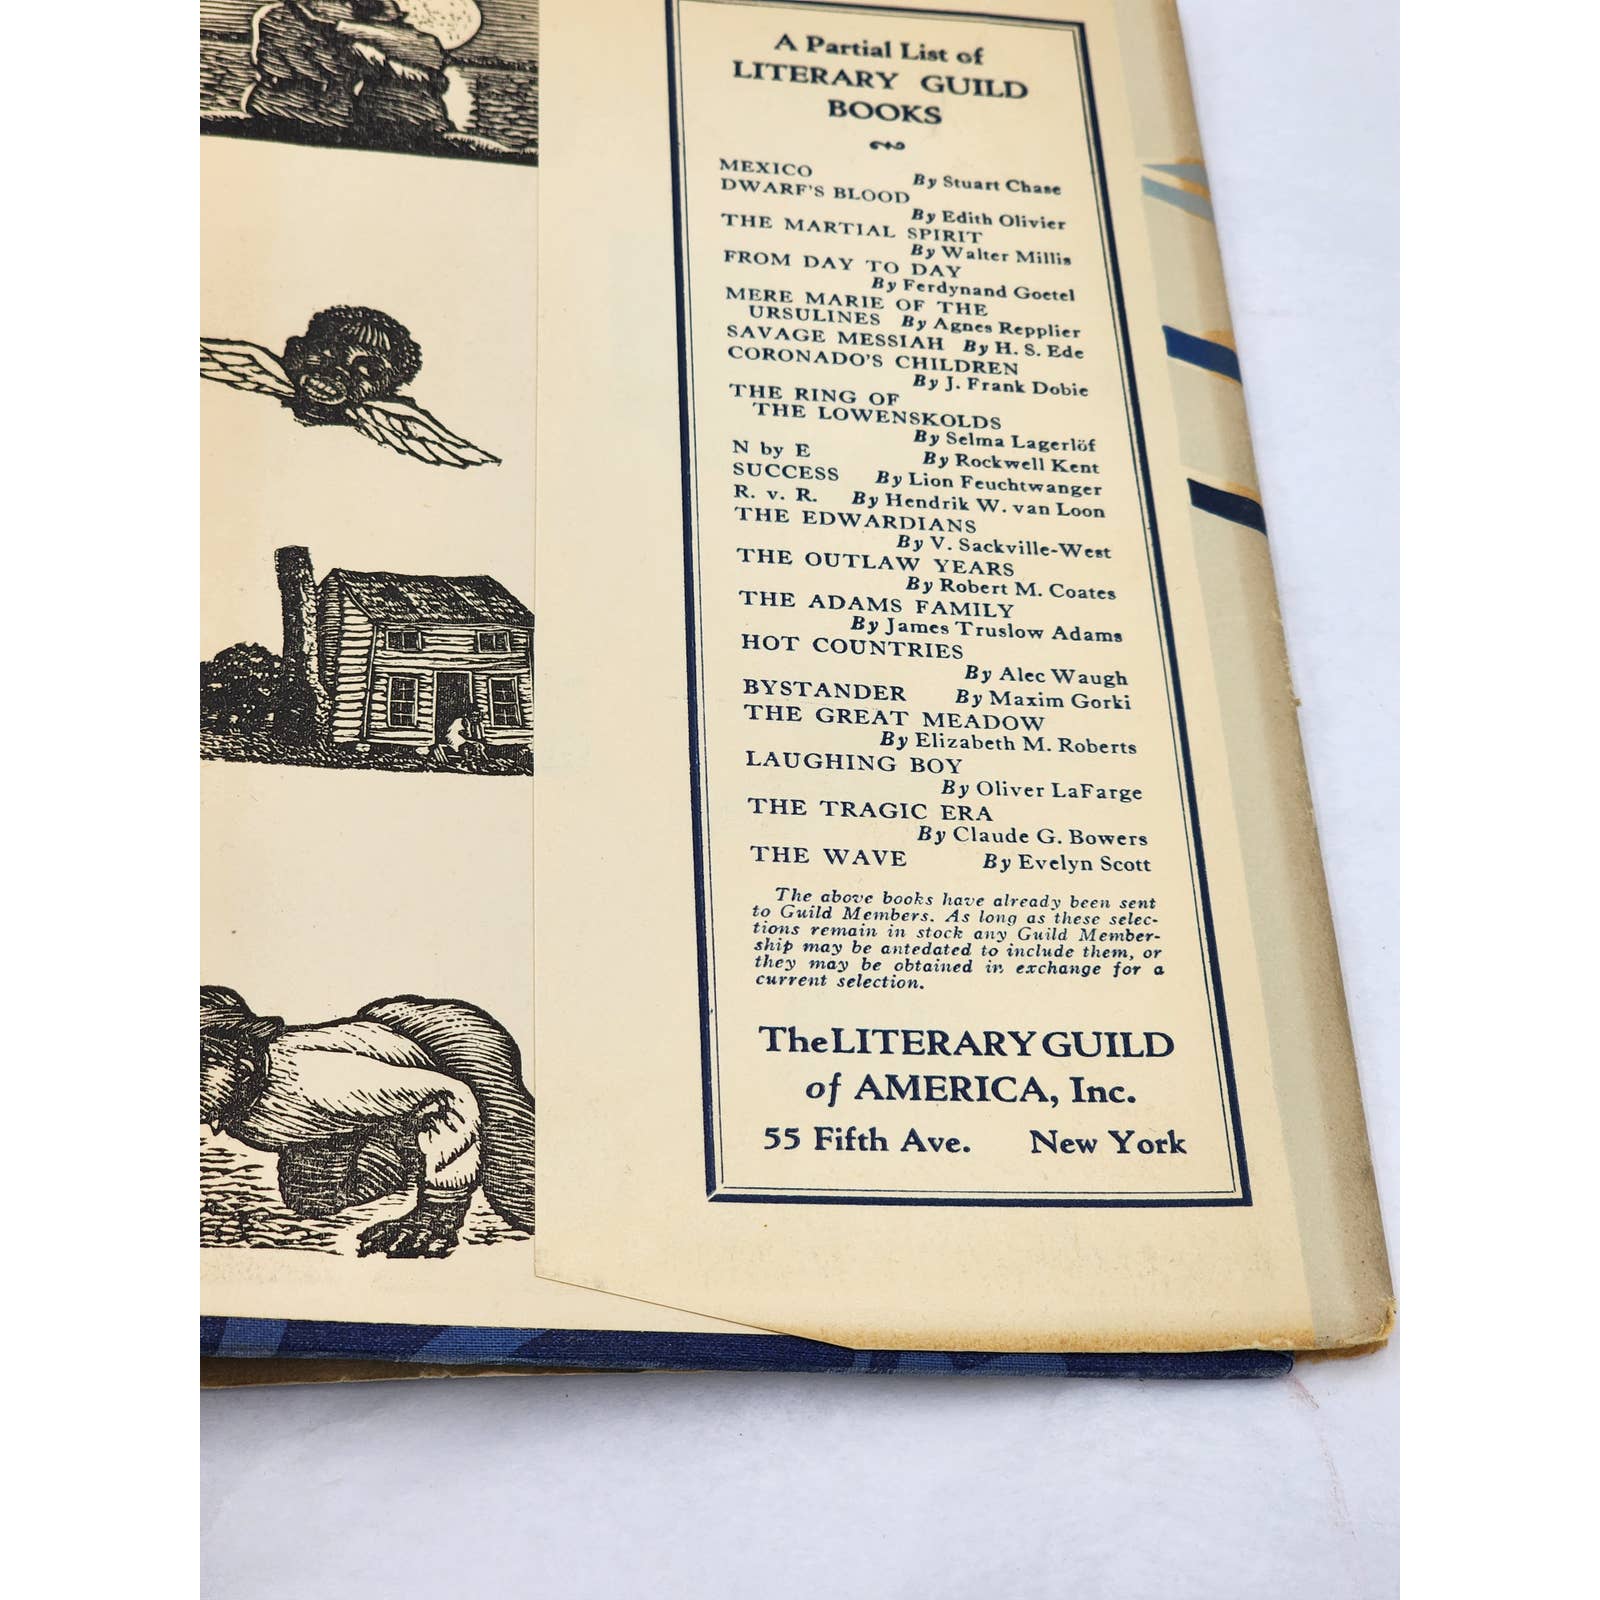 A Partial List of
LITERARY GUILD
BOOKS
MEXICO By Stuart Chase
DWARF'S BLOOD
By Edith Olivier
THE MARTIAL SPIRIT
By Walter Millis
FROM DAY TO DAY
By Ferdynand Goetel
MERE MARIE OF THE
URSULINES By Agnes Repplier
SAVAGE MESSIAH By H. S. Ede
CORONADO'S CHILDREN
By J. Frank Dobie
THE RING OF
THE LOWENSKOLDS
By Selma Lagerlöf
N by E By Rockwell Kent
SUCCESS By Lion Feuchtwanger
R. v. R. By Hendrik W. van Loon
THE EDWARDIANS
By V. Sackville-West
THE OUTLAW YEARS
By Robert M. Coates
THE ADAMS FAMILY
By James Truslow Adams
HOT COUNTRIES
By Alec Waugh
BYSTANDER By Maxim Gorki
THE GREAT MEADOW
By Elizabeth M. Roberts
LAUGHING BOY
By Oliver LaFarge
THE TRAGIC ERA
By Claude G. Bowers
THE WAVE By Evelyn Scott
The above books have already been sent
to Guild Members. As long as these selec-
tions remain in stock any Guild Member-
ship may be antedated to include them, or
they may be obtained in exchange for a
current selection.
The LITERARY GUILD
of AMERICA, Inc.
55 Fifth Ave. New York